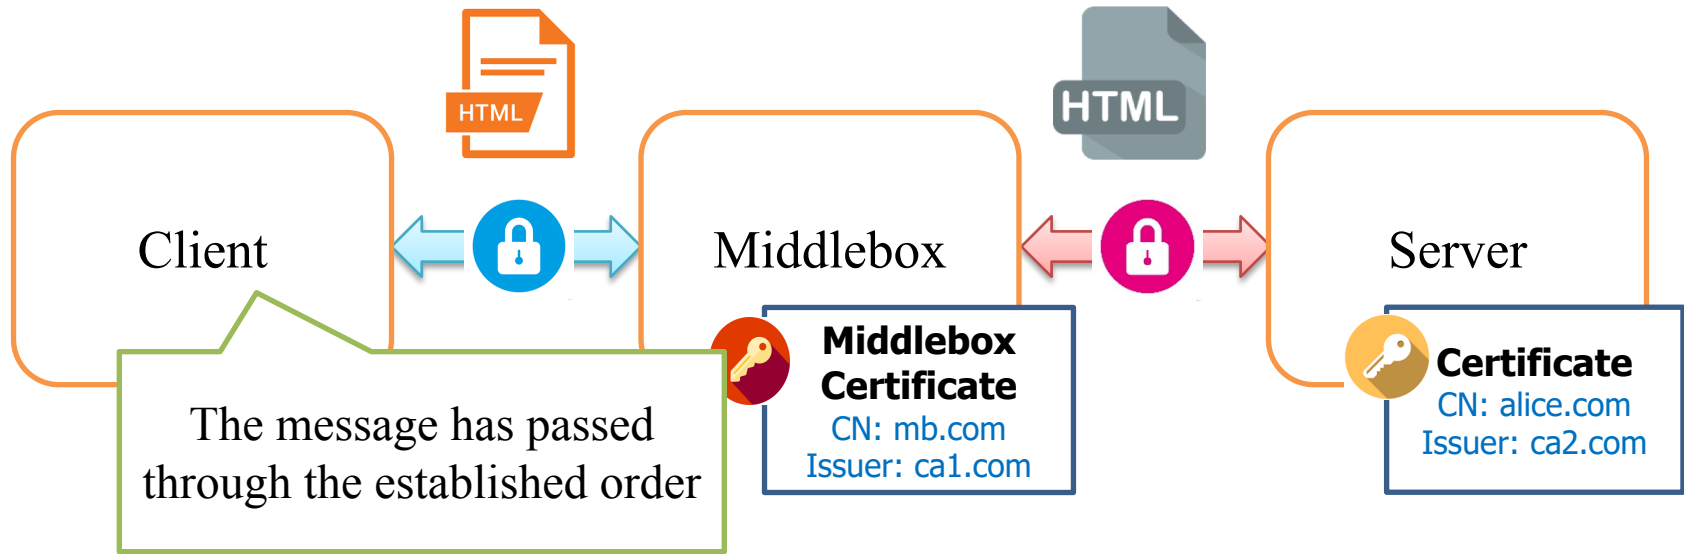 HTML
HTML
Client
Middlebox
Server
The message has passed
through the established order
Middlebox
Certificate
CN: mb.com
Issuer: ca1.com
Certificate
CN: alice.com
Issuer: ca2.com